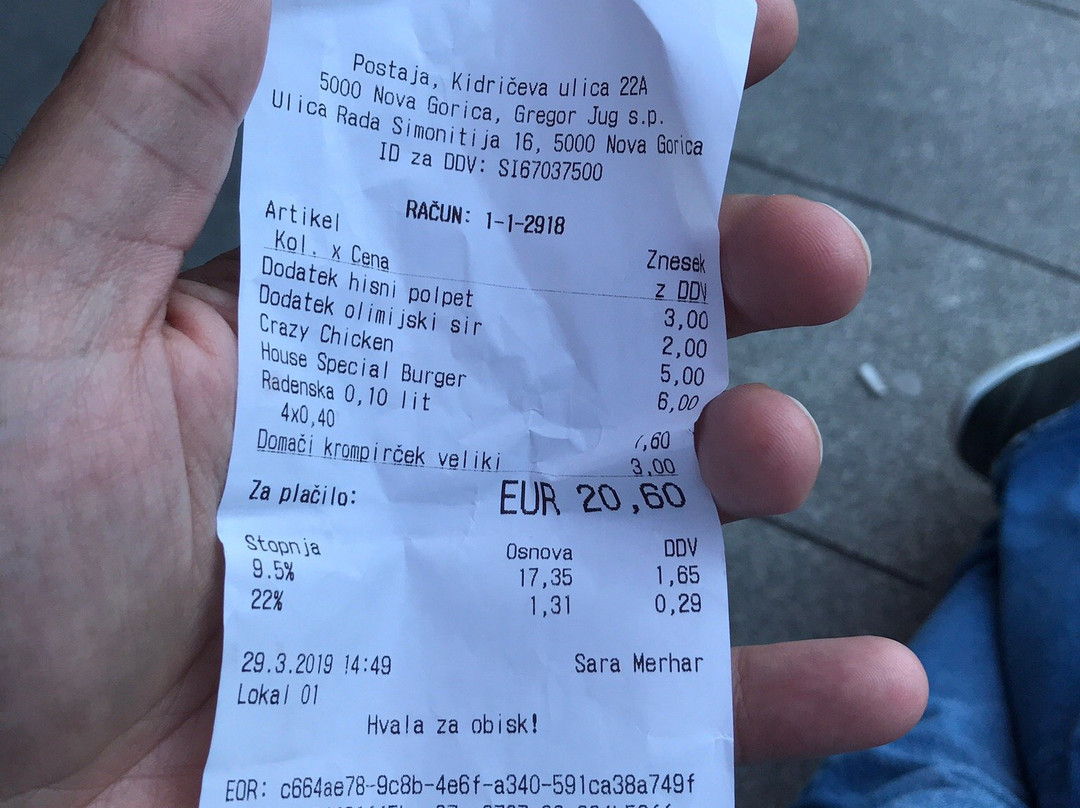 Postaja, Kidričeva ulica 22A
5000 Nova Gorica, Gregor Jug s.p.
Ulica Rada Simonitija 16, 5000 Nova Gorica
ID za DDV: SI67037500
RAČUN: 1-1-2918
Artikel Znesek
Kol. x Cena z DDV
Dodatek hisni polpet 3,00
Dodatek olimijski sir 2,00
Crazy Chicken 5,00
House Special Burger 6,00
Radenska 0,10 lit
4x0,40 1,60
Domači krompirček veliki 3,00
Za plačilo: EUR 20,60
Stopnja Osnova DDV
9.5% 17,35 1,65
22% 1,31 0,29
29.3.2019 14:49 Sara Merhar
Lokal 01
Hvala za obisk!
EOR: c664ae78-9c8b-4e6f-a340-591ca38a749f